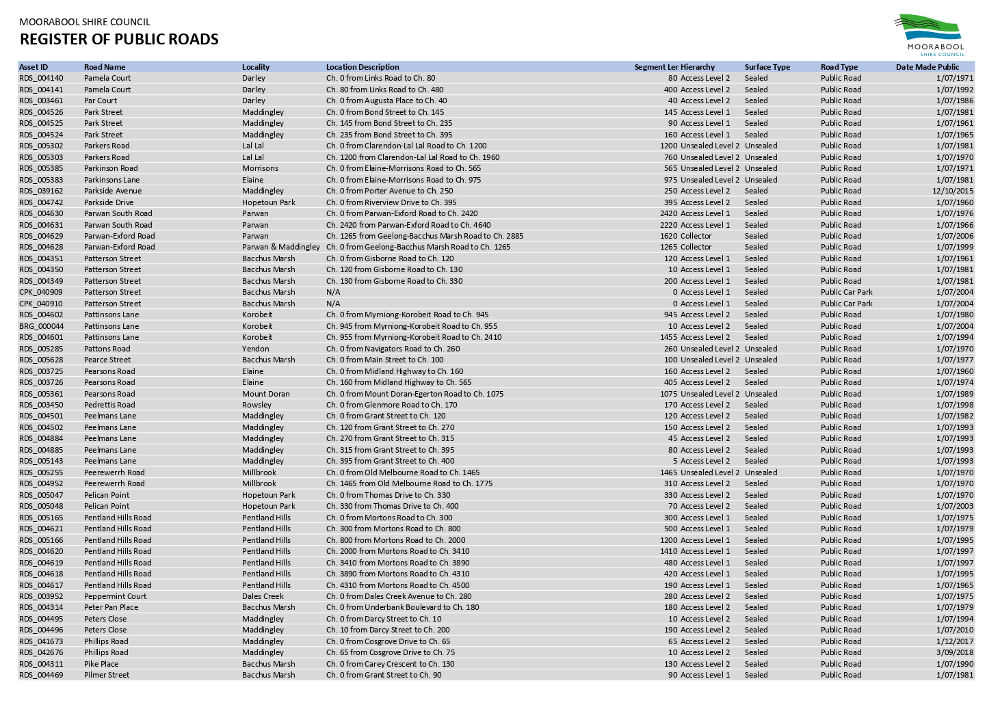 MOORABOOL SHIRE COUNCIL
REGISTER OF PUBLIC ROADS
MOORABOOL
SHIRE COUNCIL
Asset ID Road Name Locality Location Description Segment Len Hierarchy Surface Type Road Type Date Made Public
RDS_004140 Pamela Court Darley Ch. 0 from Links Road to Ch. 80 80 Access Level 2 Sealed Public Road 1/07/1971
RDS_004141 Pamela Court Darley Ch. 80 from Links Road to Ch. 480 400 Access Level 2 Sealed Public Road 1/07/1992
RDS_003461 Par Court Darley Ch. 0 from Augusta Place to Ch. 40 40 Access Level 2 Sealed Public Road 1/07/1986
RDS_004526 Park Street Maddingley Ch. 0 from Bond Street to Ch. 145 145 Access Level 1 Sealed Public Road 1/07/1981
RDS_004525 Park Street Maddingley Ch. 145 from Bond Street to Ch. 235 90 Access Level 1 Sealed Public Road 1/07/1961
RDS_004524 Park Street Maddingley Ch. 235 from Bond Street to Ch. 395 160 Access Level 1 Sealed Public Road 1/07/1965
RDS_005302 Parkers Road Lal Lal Ch. 0 from Clarendon-Lal Lal Road to Ch. 1200 1200 Unsealed Level 2 Unsealed Public Road 1/07/1981
RDS_005303 Parkers Road Lal Lal Ch. 1200 from Clarendon-Lal Lal Road to Ch. 1960 760 Unsealed Level 2 Unsealed Public Road 1/07/1970
RDS_005385 Parkinson Road Morrisons Ch. 0 from Elaine-Morrisons Road to Ch. 565 565 Unsealed Level 2 Unsealed Public Road 1/07/1971
RDS_005383 Parkinsons Lane Elaine Ch. 0 from Elaine-Morrisons Road to Ch. 975 975 Unsealed Level 2 Unsealed Public Road 1/07/1981
RDS_039162 Parkside Avenue Maddingley Ch. 0 from Porter Avenue to Ch. 250 250 Access Level 2 Sealed Public Road 12/10/2015
RDS_004742 Parkside Drive Hopetoun Park Ch. 0 from Riverview Drive to Ch. 395 395 Access Level 2 Sealed Public Road 1/07/1960
RDS_004630 Parwan South Road Parwan Ch. 0 from Parwan-Exford Road to Ch. 2420 2420 Access Level 1 Sealed Public Road 1/07/1976
RDS_004631 Parwan South Road Parwan Ch. 2420 from Parwan-Exford Road to Ch. 4640 2220 Access Level 1 Sealed Public Road 1/07/1966
RDS_004629 Parwan-Exford Road Parwan Ch. 1265 from Geelong-Bacchus Marsh Road to Ch. 2885 1620 Collector Sealed Public Road 1/07/2006
RDS_004628 Parwan-Exford Road Parwan & Maddingley Ch. 0 from Geelong-Bacchus Marsh Road to Ch. 1265 1265 Collector Sealed Public Road 1/07/1999
RDS_004351 Patterson Street Bacchus Marsh Ch. 0 from Gisborne Road to Ch. 120 120 Access Level 1 Sealed Public Road 1/07/1961
RDS_004350 Patterson Street Bacchus Marsh Ch. 120 from Gisborne Road to Ch. 130 10 Access Level 1 Sealed Public Road 1/07/1981
RDS_004349 Patterson Street Bacchus Marsh Ch. 130 from Gisborne Road to Ch. 330 200 Access Level 1 Sealed Public Road 1/07/1981
CPK_040909 Patterson Street Bacchus Marsh N/A 0 Access Level 1 Sealed Public Car Park 1/07/2004
CPK_040910 Patterson Street Bacchus Marsh N/A 0 Access Level 1 Sealed Public Car Park 1/07/2004
RDS_004602 Pattinsons Lane Korobeit Ch. 0 from Myrniong-Korobeit Road to Ch. 945 945 Access Level 2 Sealed Public Road 1/07/1980
BRG_000044 Pattinsons Lane Korobeit Ch. 945 from Myrniong-Korobeit Road to Ch. 955 10 Access Level 2 Sealed Public Road 1/07/2004
RDS_004601 Pattinsons Lane Korobeit Ch. 955 from Myrniong-Korobeit Road to Ch. 2410 1455 Access Level 2 Sealed Public Road 1/07/1994
RDS_005285 Pattons Road Yendon Ch. 0 from Navigators Road to Ch. 260 260 Unsealed Level 2 Unsealed Public Road 1/07/1970
RDS_005628 Pearce Street Bacchus Marsh Ch. 0 from Main Street to Ch. 100 100 Unsealed Level 2 Unsealed Public Road 1/07/1977
RDS_003725 Pearsons Road Elaine Ch. 0 from Midland Highway to Ch. 160 160 Access Level 2 Sealed Public Road 1/07/1960
RDS_003726 Pearsons Road Elaine Ch. 160 from Midland Highway to Ch. 565 405 Access Level 2 Sealed Public Road 1/07/1974
RDS_005361 Pearsons Road Mount Doran Ch. 0 from Mount Doran-Egerton Road to Ch. 1075 1075 Unsealed Level 2 Unsealed Public Road 1/07/1989
RDS_003450 Pedrettis Road Rowsley Ch. 0 from Glenmore Road to Ch. 170 170 Access Level 2 Sealed Public Road 1/07/1998
RDS_004501 Peelmans Lane Maddingley Ch. 0 from Grant Street to Ch. 120 120 Access Level 2 Sealed Public Road 1/07/1982
RDS_004502 Peelmans Lane Maddingley Ch. 120 from Grant Street to Ch. 270 150 Access Level 2 Sealed Public Road 1/07/1993
RDS_004884 Peelmans Lane Maddingley Ch. 270 from Grant Street to Ch. 315 45 Access Level 2 Sealed Public Road 1/07/1993
RDS_004885 Peelmans Lane Maddingley Ch. 315 from Grant Street to Ch. 395 80 Access Level 2 Sealed Public Road 1/07/1993
RDS_005143 Peelmans Lane Maddingley Ch. 395 from Grant Street to Ch. 400 5 Access Level 2 Sealed Public Road 1/07/1993
RDS_005255 Peerewerrh Road Millbrook Ch. 0 from Old Melbourne Road to Ch. 1465 1465 Unsealed Level 2 Unsealed Public Road 1/07/1970
RDS_004952 Peerewerrh Road Millbrook Ch. 1465 from Old Melbourne Road to Ch. 1775 310 Access Level 2 Sealed Public Road 1/07/1970
RDS_005047 Pelican Point Hopetoun Park Ch. 0 from Thomas Drive to Ch. 330 330 Access Level 2 Sealed Public Road 1/07/1970
RDS_005048 Pelican Point Hopetoun Park Ch. 330 from Thomas Drive to Ch. 400 70 Access Level 2 Sealed Public Road 1/07/2003
RDS_005165 Pentland Hills Road Pentland Hills Ch. 0 from Mortons Road to Ch. 300 300 Access Level 1 Sealed Public Road 1/07/1975
RDS_004621 Pentland Hills Road Pentland Hills Ch. 300 from Mortons Road to Ch. 800 500 Access Level 1 Sealed Public Road 1/07/1979
RDS_005166 Pentland Hills Road Pentland Hills Ch. 800 from Mortons Road to Ch. 2000 1200 Access Level 1 Sealed Public Road 1/07/1995
RDS_004620 Pentland Hills Road Pentland Hills Ch. 2000 from Mortons Road to Ch. 3410 1410 Access Level 1 Sealed Public Road 1/07/1997
RDS_004619 Pentland Hills Road Pentland Hills Ch. 3410 from Mortons Road to Ch. 3890 480 Access Level 1 Sealed Public Road 1/07/1997
RDS_004618 Pentland Hills Road Pentland Hills Ch. 3890 from Mortons Road to Ch. 4310 420 Access Level 1 Sealed Public Road 1/07/1995
RDS_004617 Pentland Hills Road Pentland Hills Ch. 4310 from Mortons Road to Ch. 4500 190 Access Level 1 Sealed Public Road 1/07/1965
RDS_003952 Peppermint Court Dales Creek Ch. 0 from Dales Creek Avenue to Ch. 280 280 Access Level 2 Sealed Public Road 1/07/1975
RDS_004314 Peter Pan Place Bacchus Marsh Ch. 0 from Underbank Boulevard to Ch. 180 180 Access Level 2 Sealed Public Road 1/07/1979
RDS_004495 Peters Close Maddingley Ch. 0 from Darcy Street to Ch. 10 10 Access Level 2 Sealed Public Road 1/07/1994
RDS_004496 Peters Close Maddingley Ch. 10 from Darcy Street to Ch. 200 190 Access Level 2 Sealed Public Road 1/07/2010
RDS_041673 Phillips Road Maddingley Ch. 0 from Cosgrove Drive to Ch. 65 65 Access Level 2 Sealed Public Road 1/12/2017
RDS_042676 Phillips Road Maddingley Ch. 65 from Cosgrove Drive to Ch. 75 10 Access Level 2 Sealed Public Road 3/09/2018
RDS_004311 Pike Place Bacchus Marsh Ch. 0 from Carey Crescent to Ch. 130 130 Access Level 2 Sealed Public Road 1/07/1990
RDS_004469 Pilmer Street Bacchus Marsh Ch. 0 from Grant Street to Ch. 90 90 Access Level 1 Sealed Public Road 1/07/1981